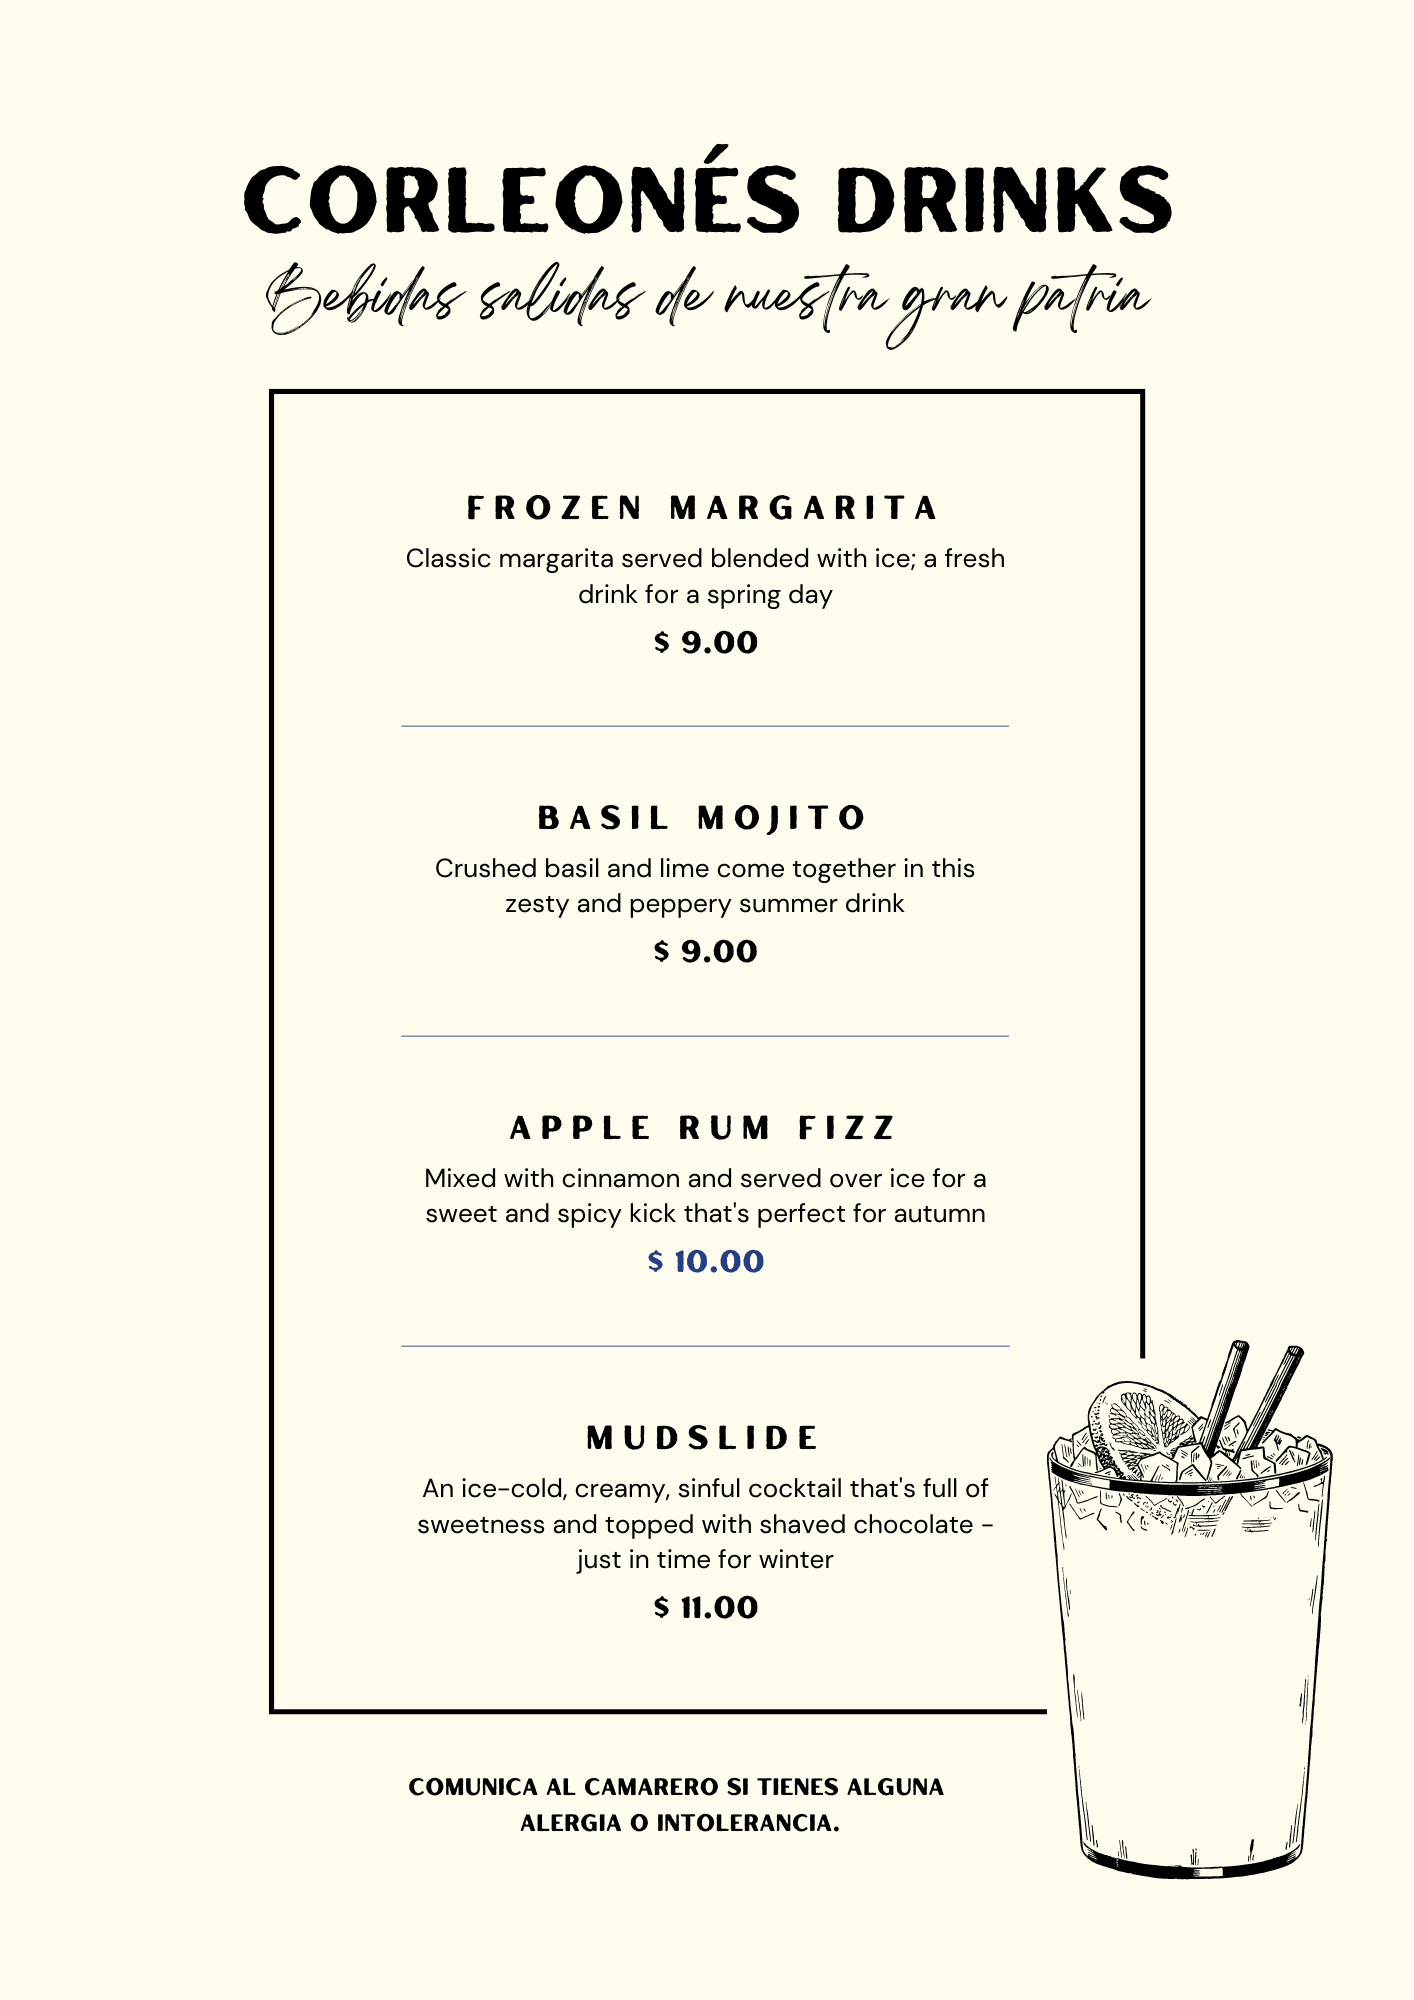 CORLEONÉS DRINKS
Bebidas salidas de nuestra gran patria
FROZEN MARGARITA
Classic margarita served blended with ice; a fresh
drink for a spring day
$ 9.00
BASIL MOJITO
Crushed basil and lime come together in this
zesty and peppery summer drink
$ 9.00
APPLE RUM FIZZ
Mixed with cinnamon and served over ice for a
sweet and spicy kick that's perfect for autumn
$ 10.00
MUDSLIDE
An ice-cold, creamy, sinful cocktail that's full of
sweetness and topped with shaved chocolate -
just in time for winter
$ 11.00
COMUNICA AL CAMARERO SI TIENES ALGUNA
ALERGIA O INTOLERANCIA.